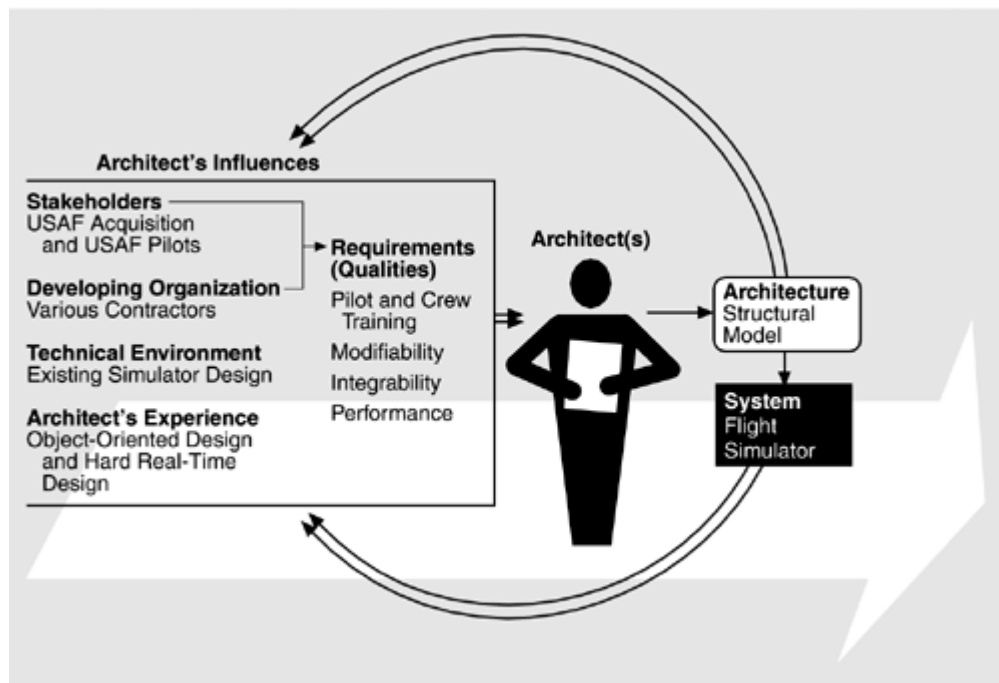 Architect's Influences
Stakeholders
USAF Acquisition
and USAF Pilots
Developing Organization
Various Contractors
Technical Environment
Existing Simulator Design
Architect's Experience
Object-Oriented Design
and Hard Real-Time
Design
Requirements
(Qualities)
Pilot and Crew
Training
Modifiability
Integrability
Performance
Architect(s)
Architecture
Structural
Model
System
Flight
Simulator